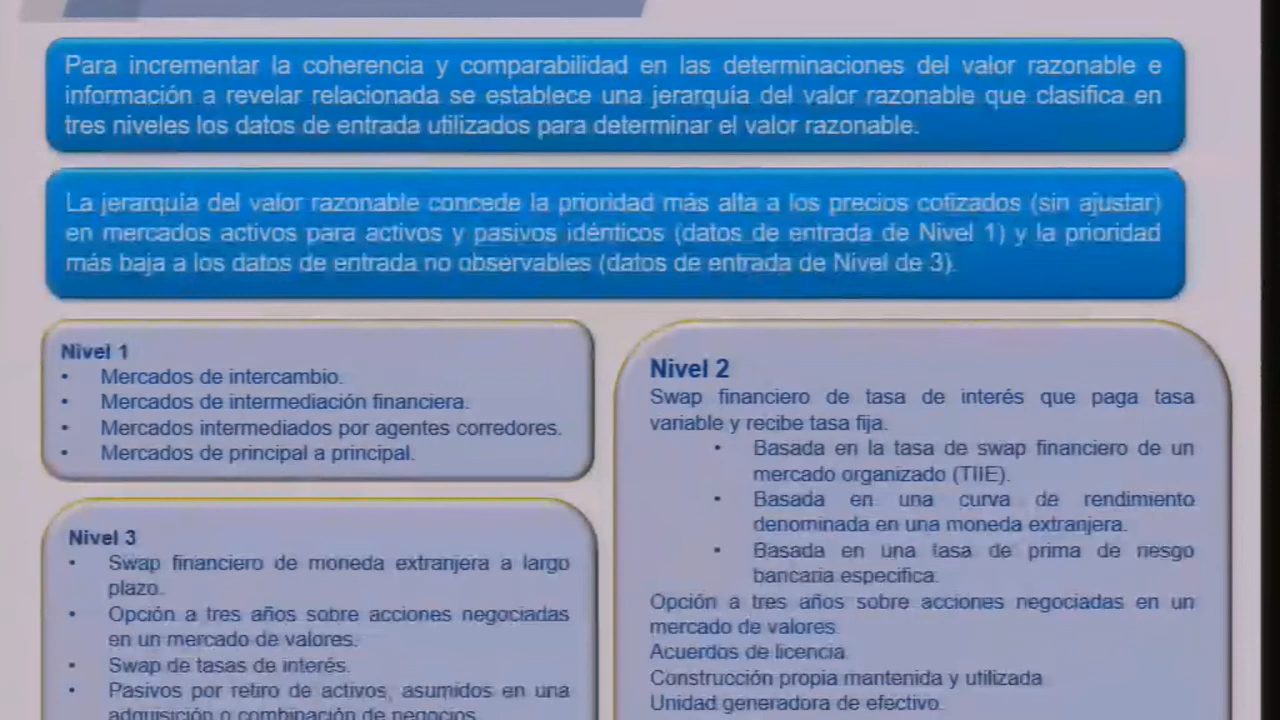 Para incrementar la coherencia y comparabilidad en las determinaciones del valor razonable e
información a revelar relacionada se establece una jerarquía del valor razonable que clasifica en
tres niveles los datos de entrada utilizados para determinar el valor razonable.
La jerarquía del valor razonable concede la prioridad más alta a los precios cotizados (sin ajustar)
en mercados activos para activos y pasivos idénticos (datos de entrada de Nivel 1) y la prioridad
más baja a los datos de entrada no observables (datos de entrada de Nivel de 3).
Nivel 1
• Mercados de intercambio.
• Mercados de intermediación financiera.
• Mercados intermediados por agentes corredores.
• Mercados de principal a principal.
Nivel 3
• Swap financiero de moneda extranjera a largo
plazo.
• Opción a tres años sobre acciones negociadas
en un mercado de valores.
• Swap de tasas de interés.
• Pasivos por retiro de activos, asumidos en una
adquisición o combinación de negocios.
Nivel 2
Swap financiero de tasa de interés que paga tasa
variable y recibe tasa fija.
• Basada en la tasa de swap financiero de un
mercado organizado (TIIE).
• Basada en una curva de rendimiento
denominada en una moneda extranjera.
• Basada en una tasa de prima de riesgo
bancaria especifica.
Opción a tres años sobre acciones negociadas en un
mercado de valores.
Acuerdos de licencia.
Construcción propia mantenida y utilizada.
Unidad generadora de efectivo.